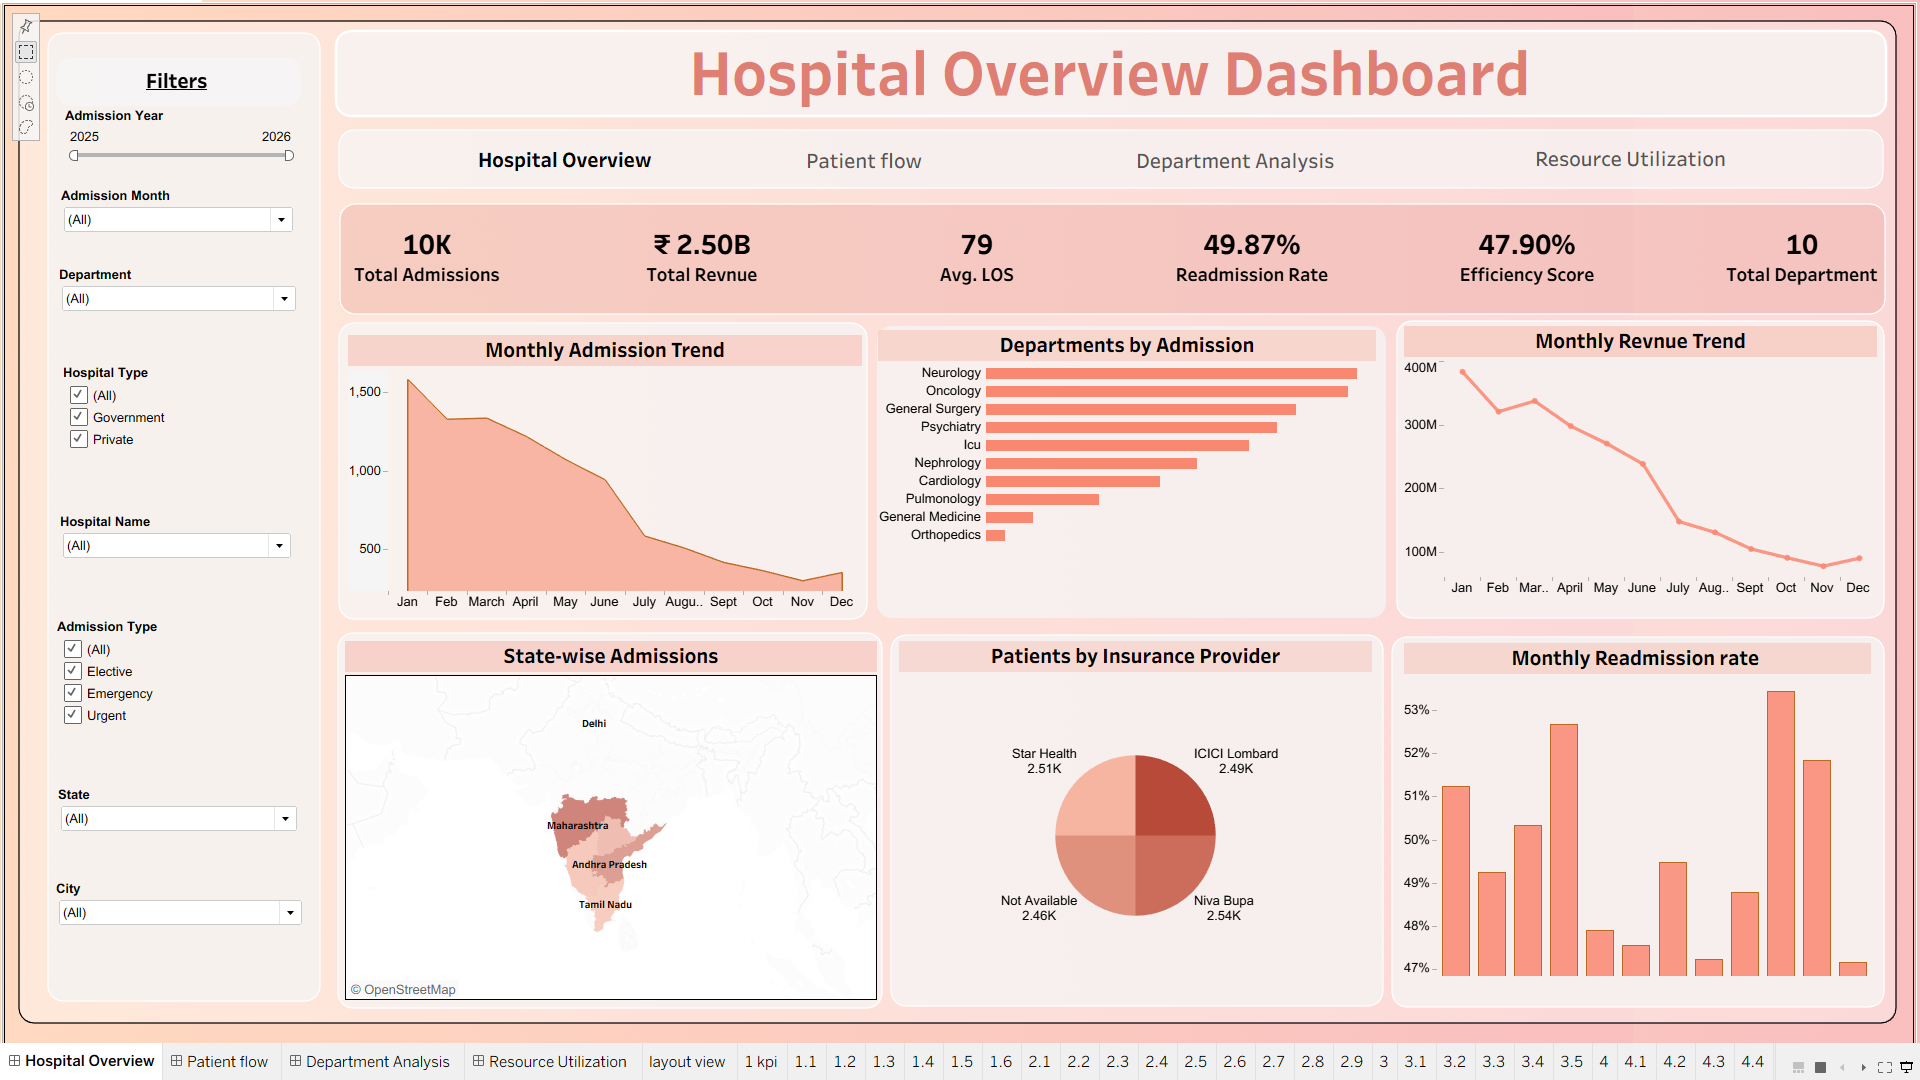 Filters
Admission Year
2025 2026
Admission Month
(All)
Department
(All)
Hospital Type
(All)
Government
Private
Hospital Name
(All)
Admission Type
(All)
Elective
Emergency
Urgent
State
(All)
City
(All)
Hospital Overview Dashboard
Hospital Overview Patient flow Department Analysis Resource Utilization
10K
Total Admissions
₹ 2.50B
Total Revnue
79
Avg. LOS
49.87%
Readmission Rate
47.90%
Efficiency Score
10
Total Department
Monthly Admission Trend
1,500
1,000
500
Jan Feb March April May June July Augu.. Sept Oct Nov Dec
Departments by Admission
Neurology
Oncology
General Surgery
Psychiatry
Icu
Nephrology
Cardiology
Pulmonology
General Medicine
Orthopedics
Monthly Revnue Trend
400M
300M
200M
100M
Jan Feb Mar.. April May June July Aug.. Sept Oct Nov Dec
State-wise Admissions
Delhi
Maharashtra
Andhra Pradesh
Tamil Nadu
© OpenStreetMap
Patients by Insurance Provider
Star Health
2.51K
ICICI Lombard
2.49K
Not Available
2.46K
Niva Bupa
2.54K
Monthly Readmission rate
53%
52%
51%
50%
49%
48%
47%
Hospital Overview Patient flow Department Analysis Resource Utilization layout view 1 kpi 1.1 1.2 1.3 1.4 1.5 1.6 2.1 2.2 2.3 2.4 2.5 2.6 2.7 2.8 2.9 3 3.1 3.2 3.3 3.4 3.5 4 4.1 4.2 4.3 4.4